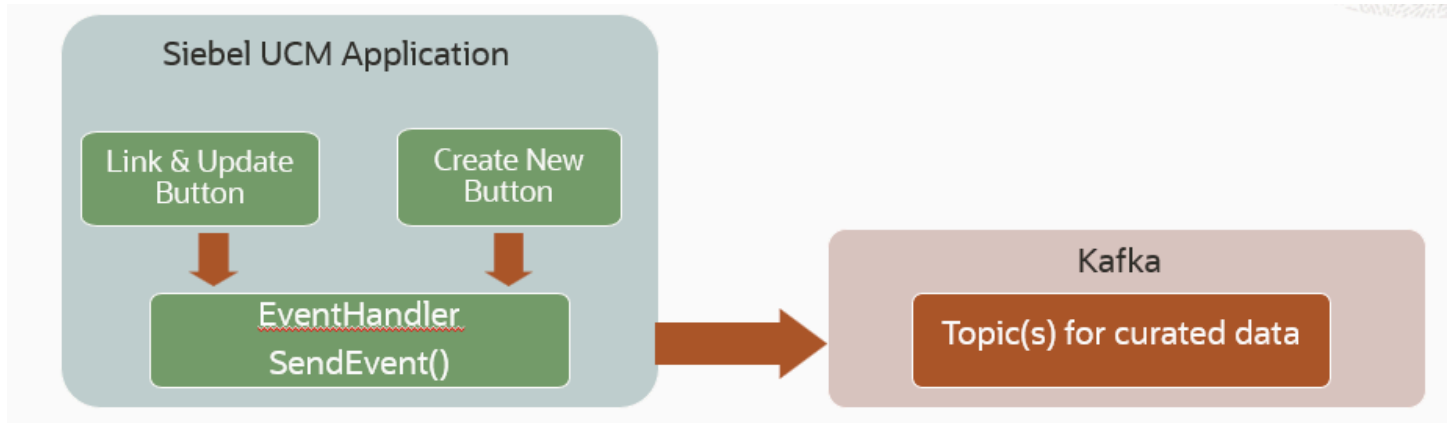 Siebel UCM Application
Link & Update
Button
Create New
Button
EventHandler
SendEvent()
Kafka
Topic(s) for curated data